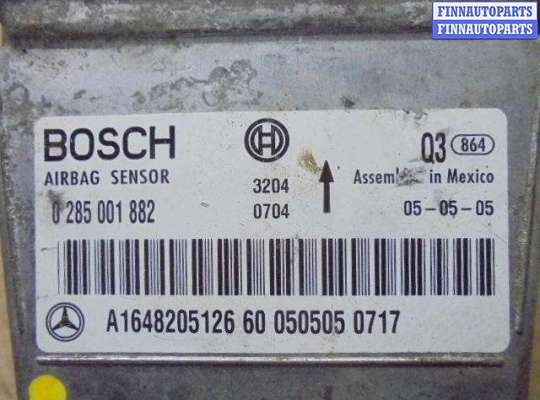 FINNAUTOPARTS
FINNAUTOPARTS
BOSCH
Q3 864
AIRBAG SENSOR
3204
in Mexico
0 285 001 882
0704
05-05-05
A1648205126 60 050505 0717